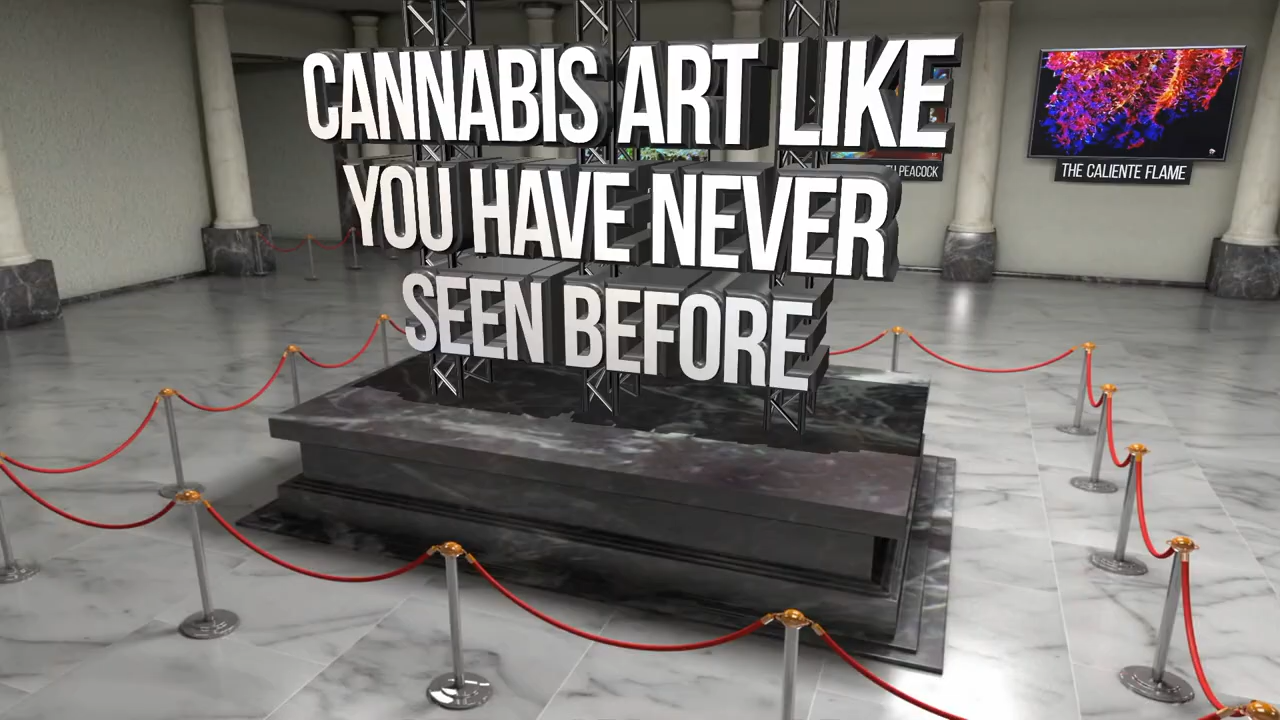 CANNABIS ART LIKE
YOU HAVE NEVER
SEEN BEFORE
PEACOCK
THE CALIENTE FLAME